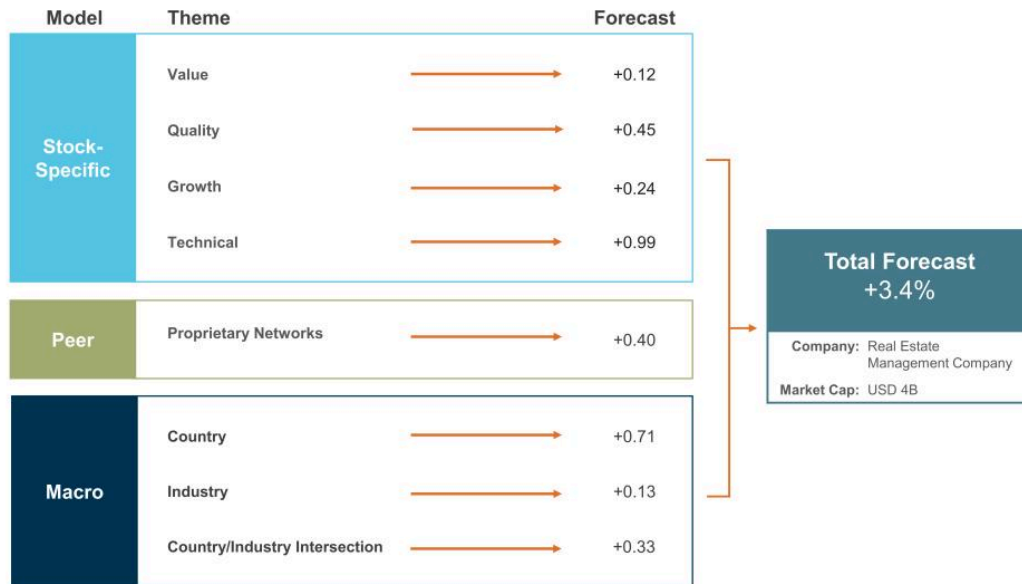 Model Theme Forecast
Stock-
Specific
Value +0.12
Quality +0.45
Growth +0.24
Technical +0.99
Peer
Proprietary Networks +0.40
Macro
Country +0.71
Industry +0.13
Country/Industry Intersection +0.33
Total Forecast
+3.4%
Company: Real Estate
Management Company
Market Cap: USD 4B